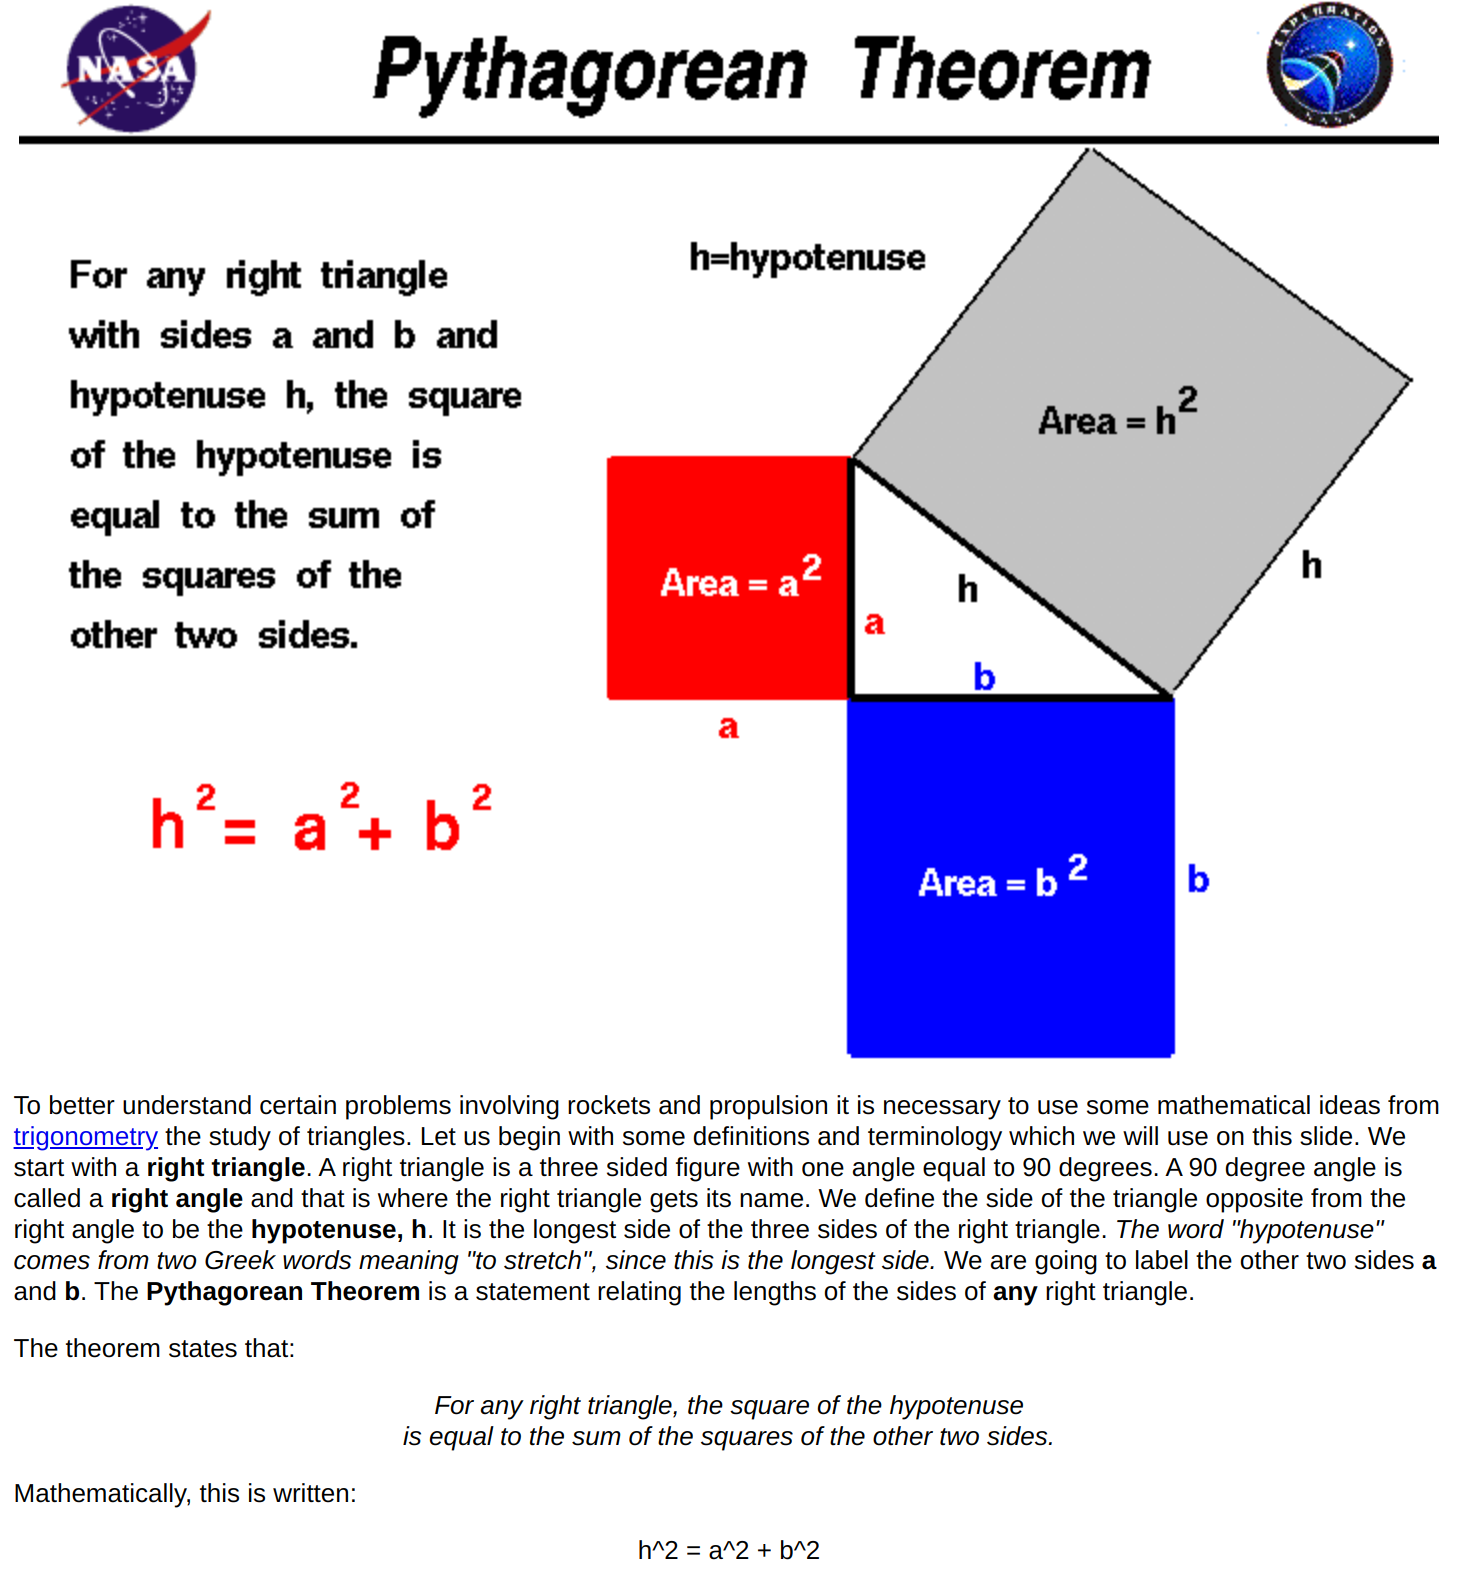 NASA
Pythagorean Theorem
EXPLORATION
NASA
For any right triangle
with sides a and b and
hypotenuse h, the square
of the hypotenuse is
equal to the sum of
the squares of the
other two sides.
h² = a² + b²
h=hypotenuse
Area = h²
h
Area = a²
h
a
b
a
Area = b²
b
To better understand certain problems involving rockets and propulsion it is necessary to use some mathematical ideas from
trigonometry the study of triangles. Let us begin with some definitions and terminology which we will use on this slide. We
start with a right triangle. A right triangle is a three sided figure with one angle equal to 90 degrees. A 90 degree angle is
called a right angle and that is where the right triangle gets its name. We define the side of the triangle opposite from the
right angle to be the hypotenuse, h. It is the longest side of the three sides of the right triangle. The word "hypotenuse"
comes from two Greek words meaning "to stretch", since this is the longest side. We are going to label the other two sides a
and b. The Pythagorean Theorem is a statement relating the lengths of the sides of any right triangle.
The theorem states that:
For any right triangle, the square of the hypotenuse
is equal to the sum of the squares of the other two sides.
Mathematically, this is written:
h^2 = a^2 + b^2